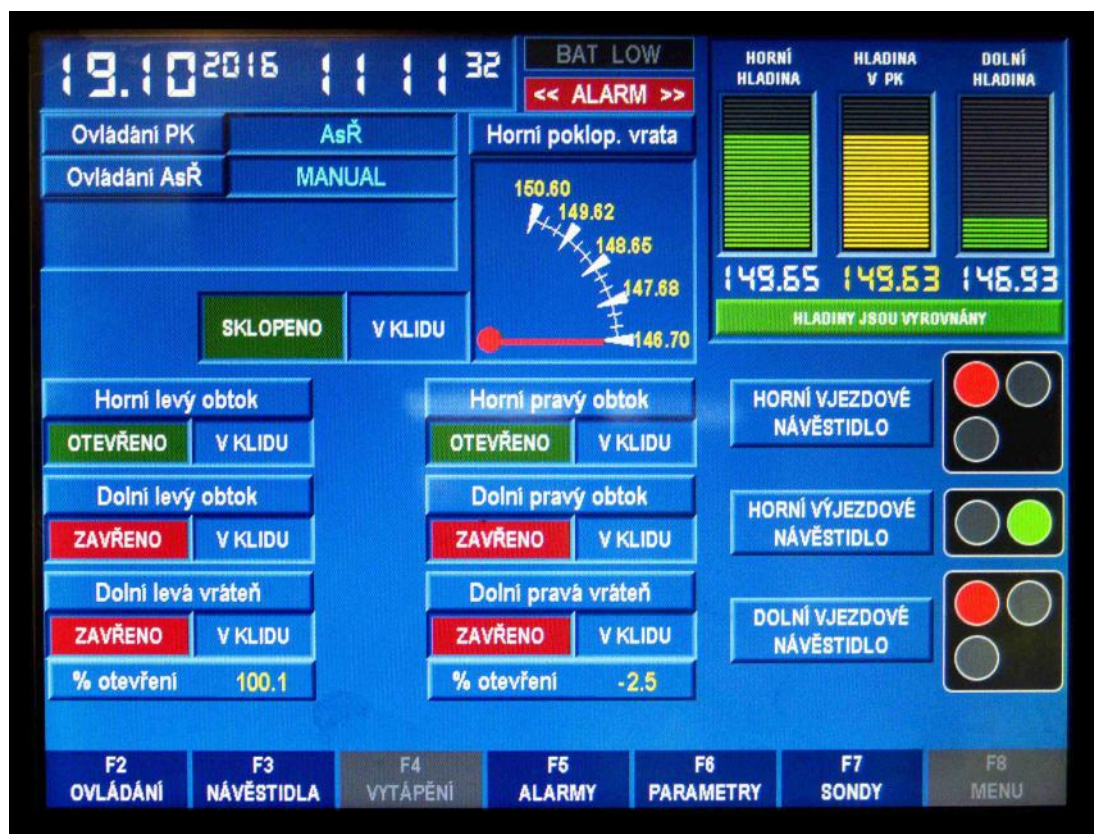 19.10 2016 11 11 32
BAT LOW
<< ALARM >>
Ovládání PK AsŘ
Ovládání AsŘ MANUAL
SKLOPENO V KLIDU
Horní poklop. vrata
150.60
149.62
148.65
147.68
146.70
HORNÍ HLADINA
HLADINA V PK
DOLNÍ HLADINA
149.65 149.63 146.93
HLADINY JSOU VYROVNÁNY
Horní levý obtok
OTEVŘENO V KLIDU
Horní pravý obtok
OTEVŘENO V KLIDU
HORNÍ VJEZDOVÉ
NÁVĚSTIDLO
Dolní levý obtok
ZAVŘENO V KLIDU
Dolní pravý obtok
ZAVŘENO V KLIDU
HORNÍ VÝJEZDOVÉ
NÁVĚSTIDLO
Dolní levá vráteň
ZAVŘENO V KLIDU
% otevření 100.1
Dolní pravá vráteň
ZAVŘENO V KLIDU
% otevření -2.5
DOLNÍ VJEZDOVÉ
NÁVĚSTIDLO
F2
OVLÁDÁNÍ
F3
NÁVĚSTIDLA
F4
VYTÁPĚNÍ
F5
ALARMY
F6
PARAMETRY
F7
SONDY
F8
MENU